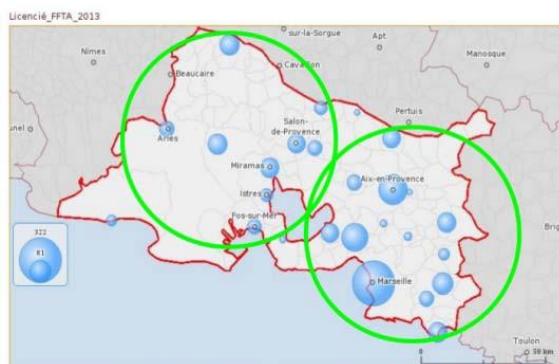 Licencié_FFTA_2013
sur-la-Sorgue
Apt
Nimes
Cavaillon
Manosque
Beaucaire
Pertuis
Arles
Salon-
de-Provence
Miramas
Aix-en-Provence
Istres
Fos-sur-Mer
322
81
Marseille
Toulon
0